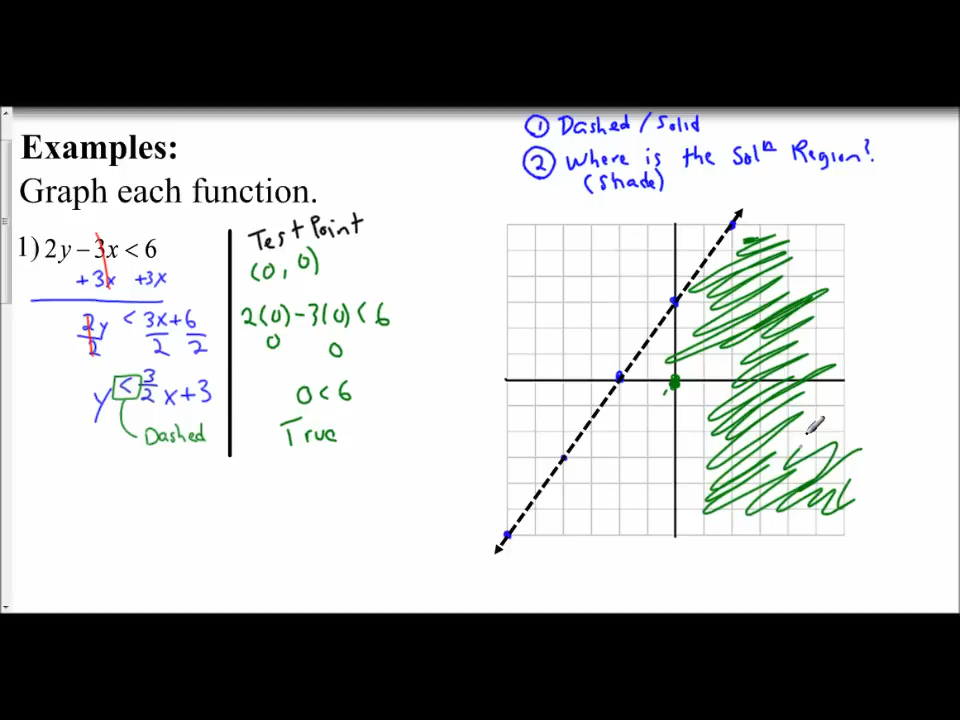 ① Dashed / Solid
② Where is the Solⁿ Region?
(Shade)
Examples:
Graph each function.
1) 2y − 3x < 6
+3x +3x
2y < 3x+6
2 2 2
y < 3/2 x+3
Dashed
Test Point
(0, 0)
2(0)-3(0) < 6
0 0
0 < 6
True